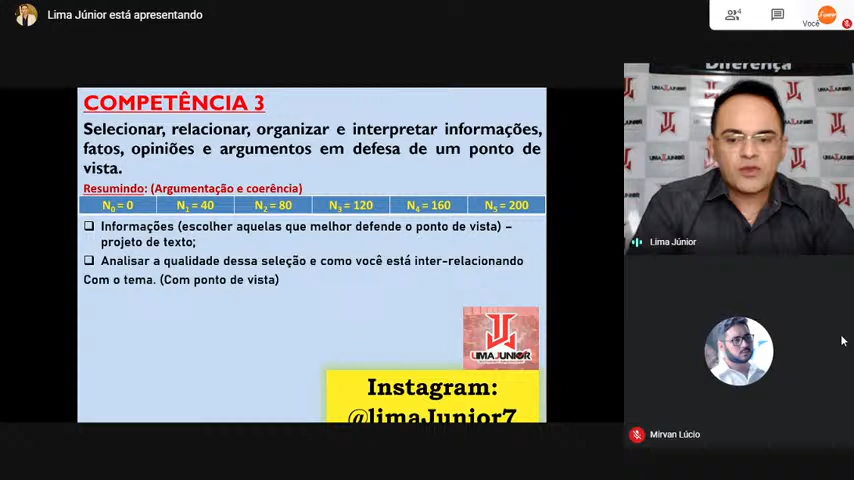 Lima Júnior está apresentando
4
Você
Diferença
COMPETÊNCIA 3
Selecionar, relacionar, organizar e interpretar informações,
fatos, opiniões e argumentos em defesa de um ponto de
vista.
Resumindo: (Argumentação e coerência)
N0 = 0 N1 = 40 N2 = 80 N3 = 120 N4 = 160 N5 = 200
Informações (escolher aquelas que melhor defende o ponto de vista) –
projeto de texto;
Analisar a qualidade dessa seleção e como você está inter-relacionando
Com o tema. (Com ponto de vista)
LIMAJUNIOR
Instagram:
@limaJunior7
Lima Júnior
Mirvan Lúcio